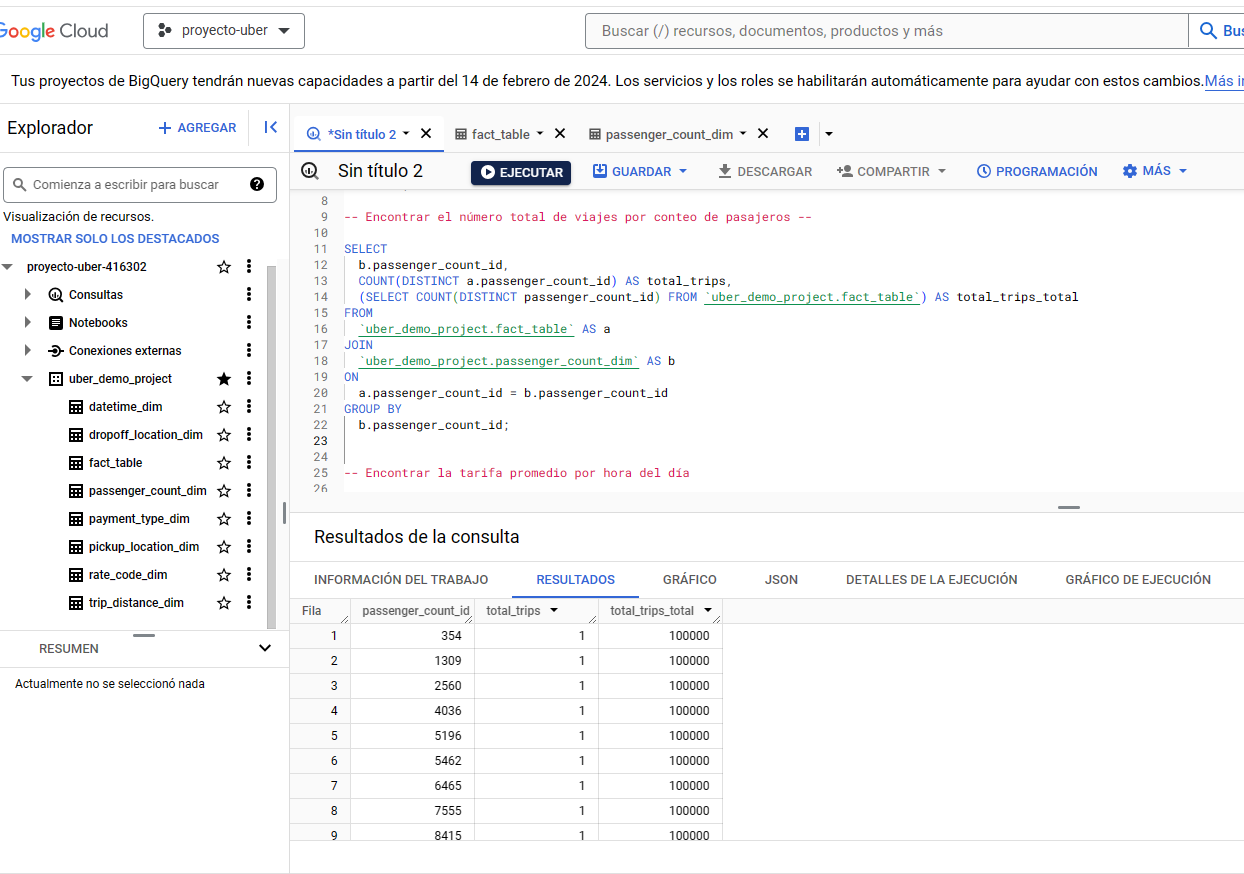 Google Cloud
proyecto-uber
Buscar (/) recursos, documentos, productos y más
Bus
Tus proyectos de BigQuery tendrán nuevas capacidades a partir del 14 de febrero de 2024. Los servicios y los roles se habilitarán automáticamente para ayudar con estos cambios. Más in
Explorador
+ AGREGAR
Comienza a escribir para buscar
Visualización de recursos.
MOSTRAR SOLO LOS DESTACADOS
proyecto-uber-416302
Consultas
Notebooks
Conexiones externas
uber_demo_project
datetime_dim
dropoff_location_dim
fact_table
passenger_count_dim
payment_type_dim
pickup_location_dim
rate_code_dim
trip_distance_dim
RESUMEN
Actualmente no se seleccionó nada
*Sin título 2
fact_table
passenger_count_dim
Sin título 2
EJECUTAR
GUARDAR
DESCARGAR
COMPARTIR
PROGRAMACIÓN
MÁS
8
9 -- Encontrar el número total de viajes por conteo de pasajeros --
10
11 SELECT
12 b.passenger_count_id,
13 COUNT(DISTINCT a.passenger_count_id) AS total_trips,
14 (SELECT COUNT(DISTINCT passenger_count_id) FROM `uber_demo_project.fact_table`) AS total_trips_total
15 FROM
16 `uber_demo_project.fact_table` AS a
17 JOIN
18 `uber_demo_project.passenger_count_dim` AS b
19 ON
20 a.passenger_count_id = b.passenger_count_id
21 GROUP BY
22 b.passenger_count_id;
23
24
25 -- Encontrar la tarifa promedio por hora del día
26
Resultados de la consulta
INFORMACIÓN DEL TRABAJO
RESULTADOS
GRÁFICO
JSON
DETALLES DE LA EJECUCIÓN
GRÁFICO DE EJECUCIÓN
Fila passenger_count_id total_trips total_trips_total
1 354 1 100000
2 1309 1 100000
3 2560 1 100000
4 4036 1 100000
5 5196 1 100000
6 5462 1 100000
7 6465 1 100000
8 7555 1 100000
9 8415 1 100000